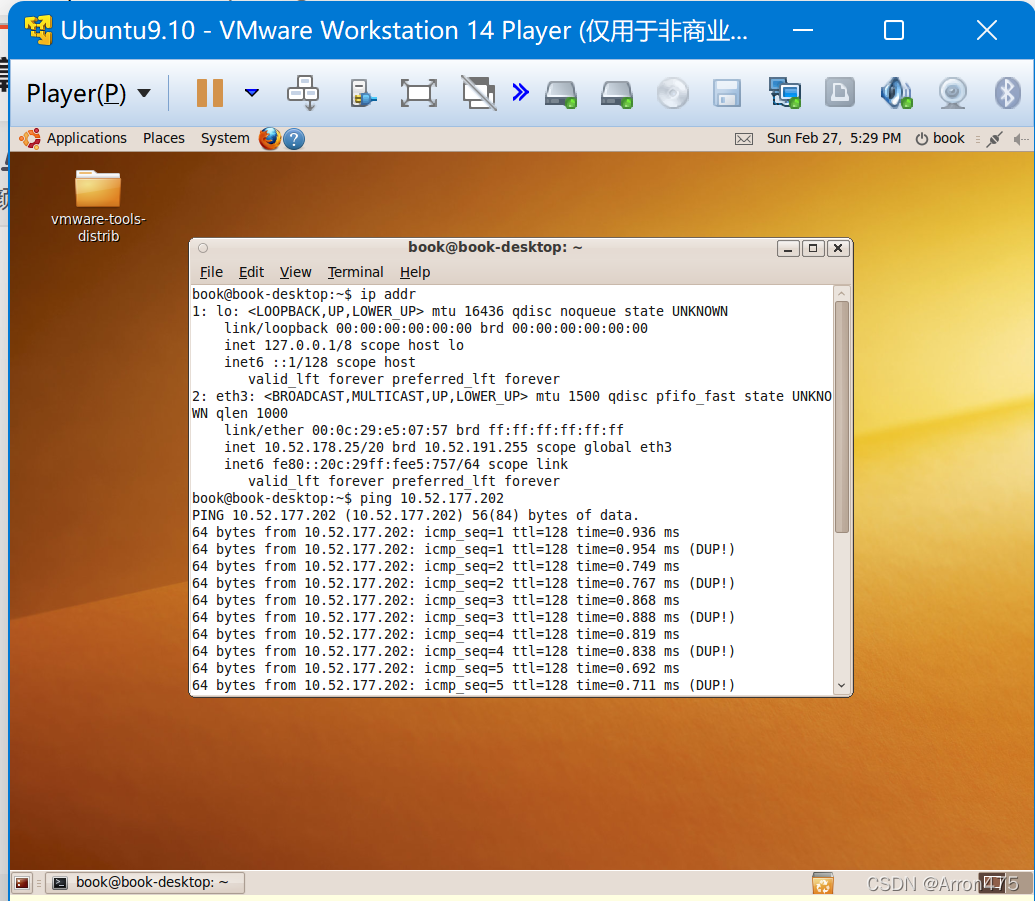 Ubuntu9.10 - VMware Workstation 14 Player (仅用于非商业...
Player(P)
Applications Places System Sun Feb 27, 5:29 PM book
vmware-tools-
distrib
book@book-desktop: ~
File Edit View Terminal Help
book@book-desktop:~$ ip addr
1: lo: <LOOPBACK,UP,LOWER_UP> mtu 16436 qdisc noqueue state UNKNOWN
link/loopback 00:00:00:00:00:00 brd 00:00:00:00:00:00
inet 127.0.0.1/8 scope host lo
inet6 ::1/128 scope host
valid_lft forever preferred_lft forever
2: eth3: <BROADCAST,MULTICAST,UP,LOWER_UP> mtu 1500 qdisc pfifo_fast state UNKNO
WN qlen 1000
link/ether 00:0c:29:e5:07:57 brd ff:ff:ff:ff:ff:ff
inet 10.52.178.25/20 brd 10.52.191.255 scope global eth3
inet6 fe80::20c:29ff:fee5:757/64 scope link
valid_lft forever preferred_lft forever
book@book-desktop:~$ ping 10.52.177.202
PING 10.52.177.202 (10.52.177.202) 56(84) bytes of data.
64 bytes from 10.52.177.202: icmp_seq=1 ttl=128 time=0.936 ms
64 bytes from 10.52.177.202: icmp_seq=1 ttl=128 time=0.954 ms (DUP!)
64 bytes from 10.52.177.202: icmp_seq=2 ttl=128 time=0.749 ms
64 bytes from 10.52.177.202: icmp_seq=2 ttl=128 time=0.767 ms (DUP!)
64 bytes from 10.52.177.202: icmp_seq=3 ttl=128 time=0.868 ms
64 bytes from 10.52.177.202: icmp_seq=3 ttl=128 time=0.888 ms (DUP!)
64 bytes from 10.52.177.202: icmp_seq=4 ttl=128 time=0.819 ms
64 bytes from 10.52.177.202: icmp_seq=4 ttl=128 time=0.838 ms (DUP!)
64 bytes from 10.52.177.202: icmp_seq=5 ttl=128 time=0.692 ms
64 bytes from 10.52.177.202: icmp_seq=5 ttl=128 time=0.711 ms (DUP!)
book@book-desktop: ~
CSDN @Arron475